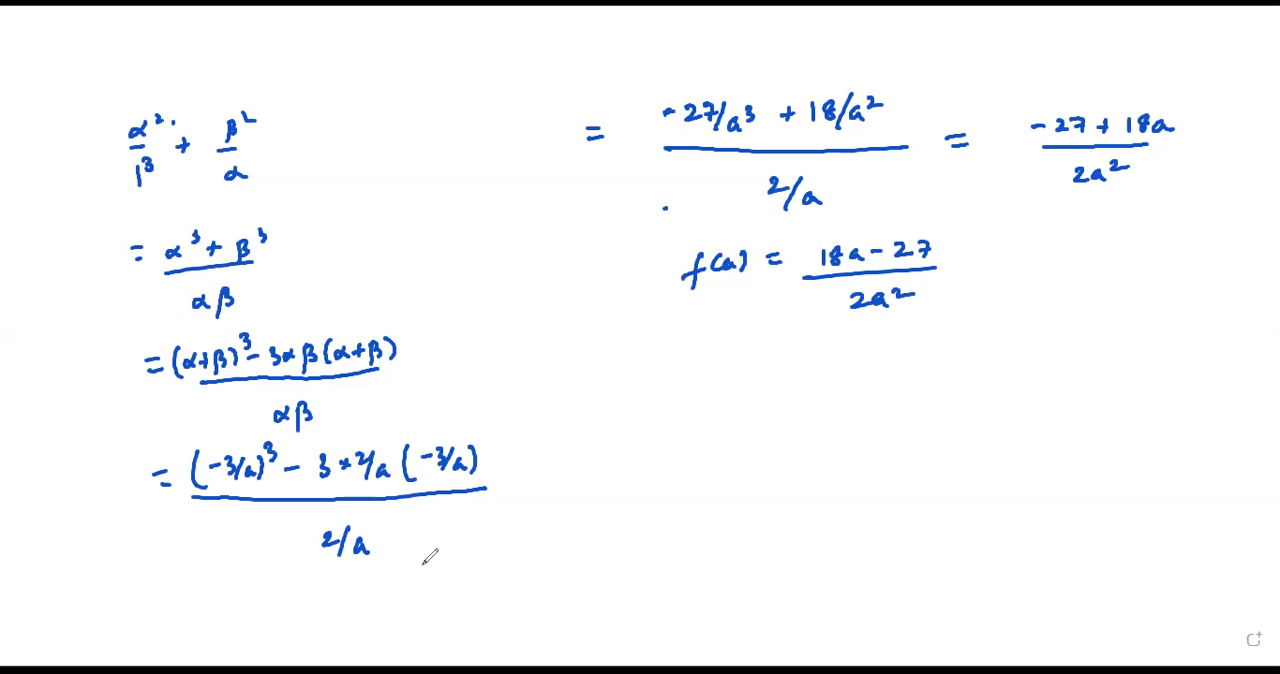 α²/β + β²/α
= (α³ + β³)/(αβ)
= ((α+β)³ - 3αβ(α+β))/(αβ)
= ((-3/a)³ - 3*2/a (-3/a))/(2/a)
= (-27/a³ + 18/a²)/(2/a) = (-27 + 18a)/(2a²)
f(a) = (18a - 27)/(2a²)